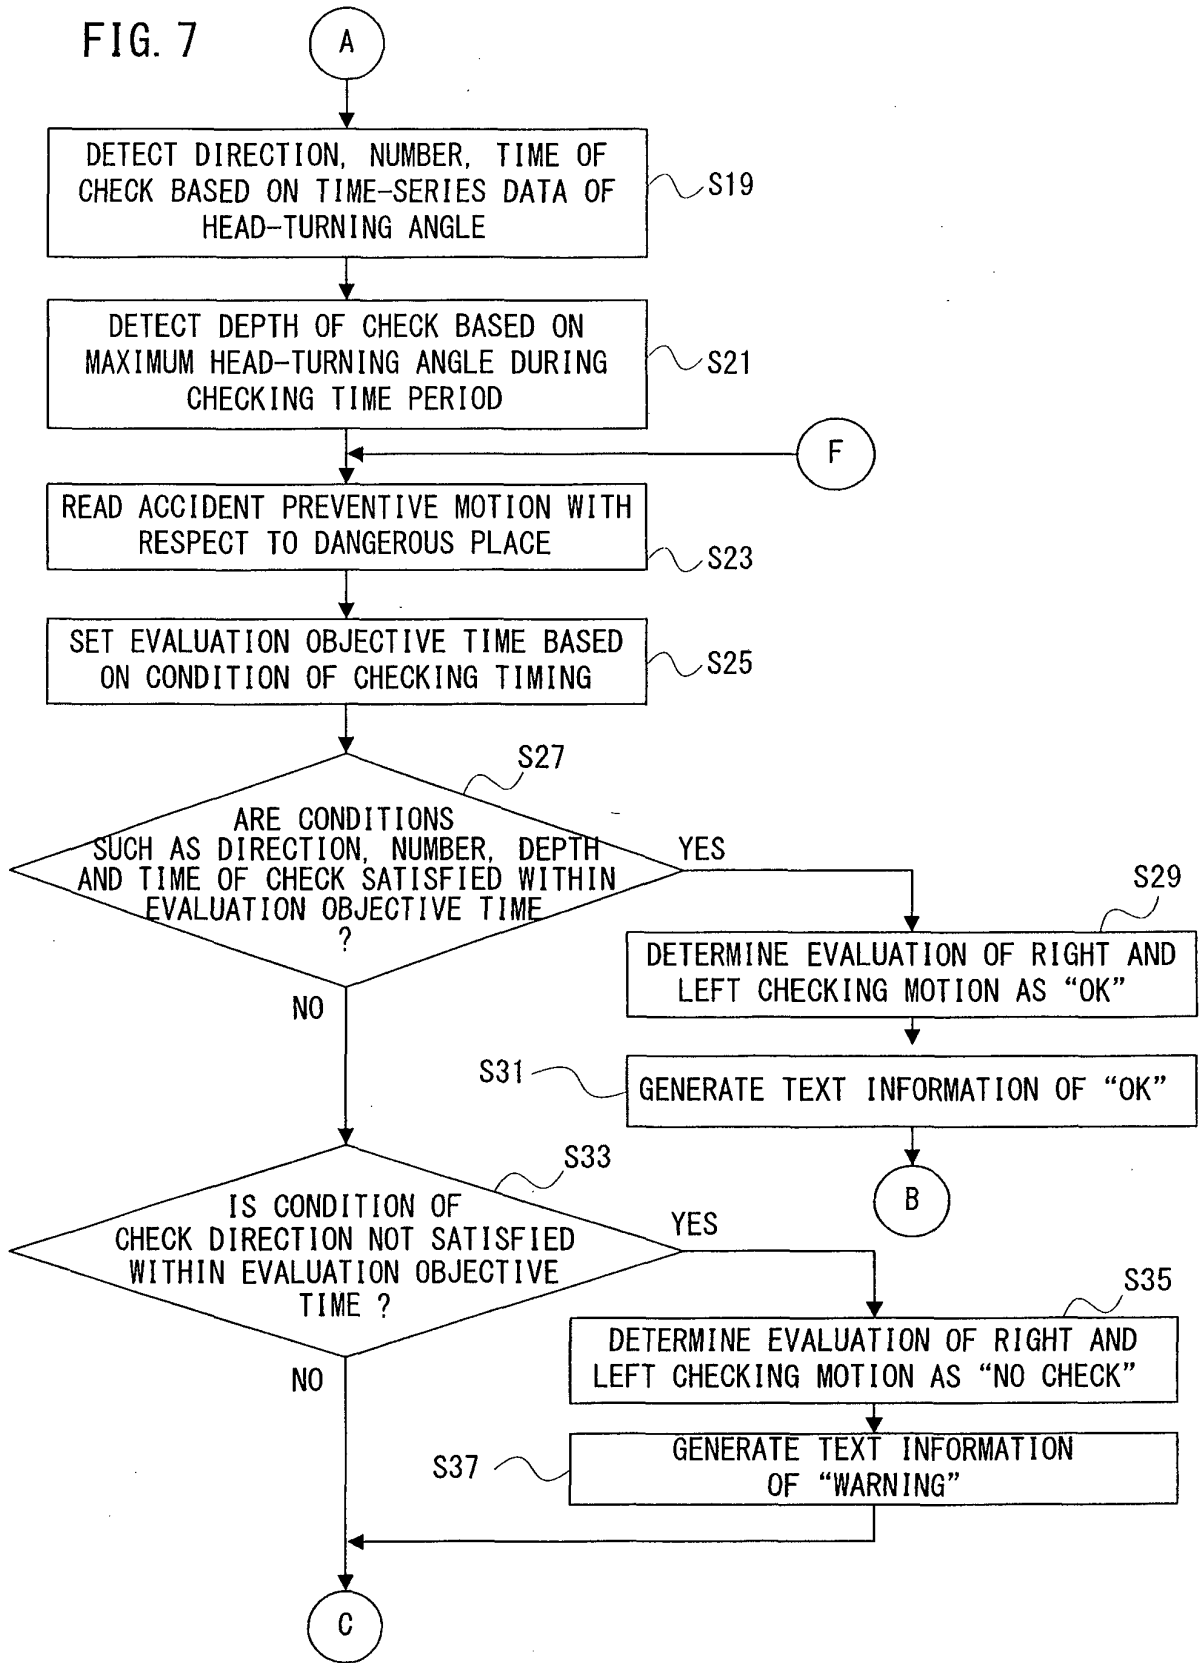 FIG. 7
A
DETECT DIRECTION, NUMBER, TIME OF
CHECK BASED ON TIME-SERIES DATA OF
HEAD-TURNING ANGLE
S19
DETECT DEPTH OF CHECK BASED ON
MAXIMUM HEAD-TURNING ANGLE DURING
CHECKING TIME PERIOD
S21
F
READ ACCIDENT PREVENTIVE MOTION WITH
RESPECT TO DANGEROUS PLACE
S23
SET EVALUATION OBJECTIVE TIME BASED
ON CONDITION OF CHECKING TIMING
S25
S27
ARE CONDITIONS
SUCH AS DIRECTION, NUMBER, DEPTH
AND TIME OF CHECK SATISFIED WITHIN
EVALUATION OBJECTIVE TIME
?
YES
NO
S29
DETERMINE EVALUATION OF RIGHT AND
LEFT CHECKING MOTION AS “OK”
S31
GENERATE TEXT INFORMATION OF “OK”
B
S33
IS CONDITION OF
CHECK DIRECTION NOT SATISFIED
WITHIN EVALUATION OBJECTIVE
TIME ?
YES
NO
S35
DETERMINE EVALUATION OF RIGHT AND
LEFT CHECKING MOTION AS “NO CHECK”
S37
GENERATE TEXT INFORMATION
OF “WARNING”
C